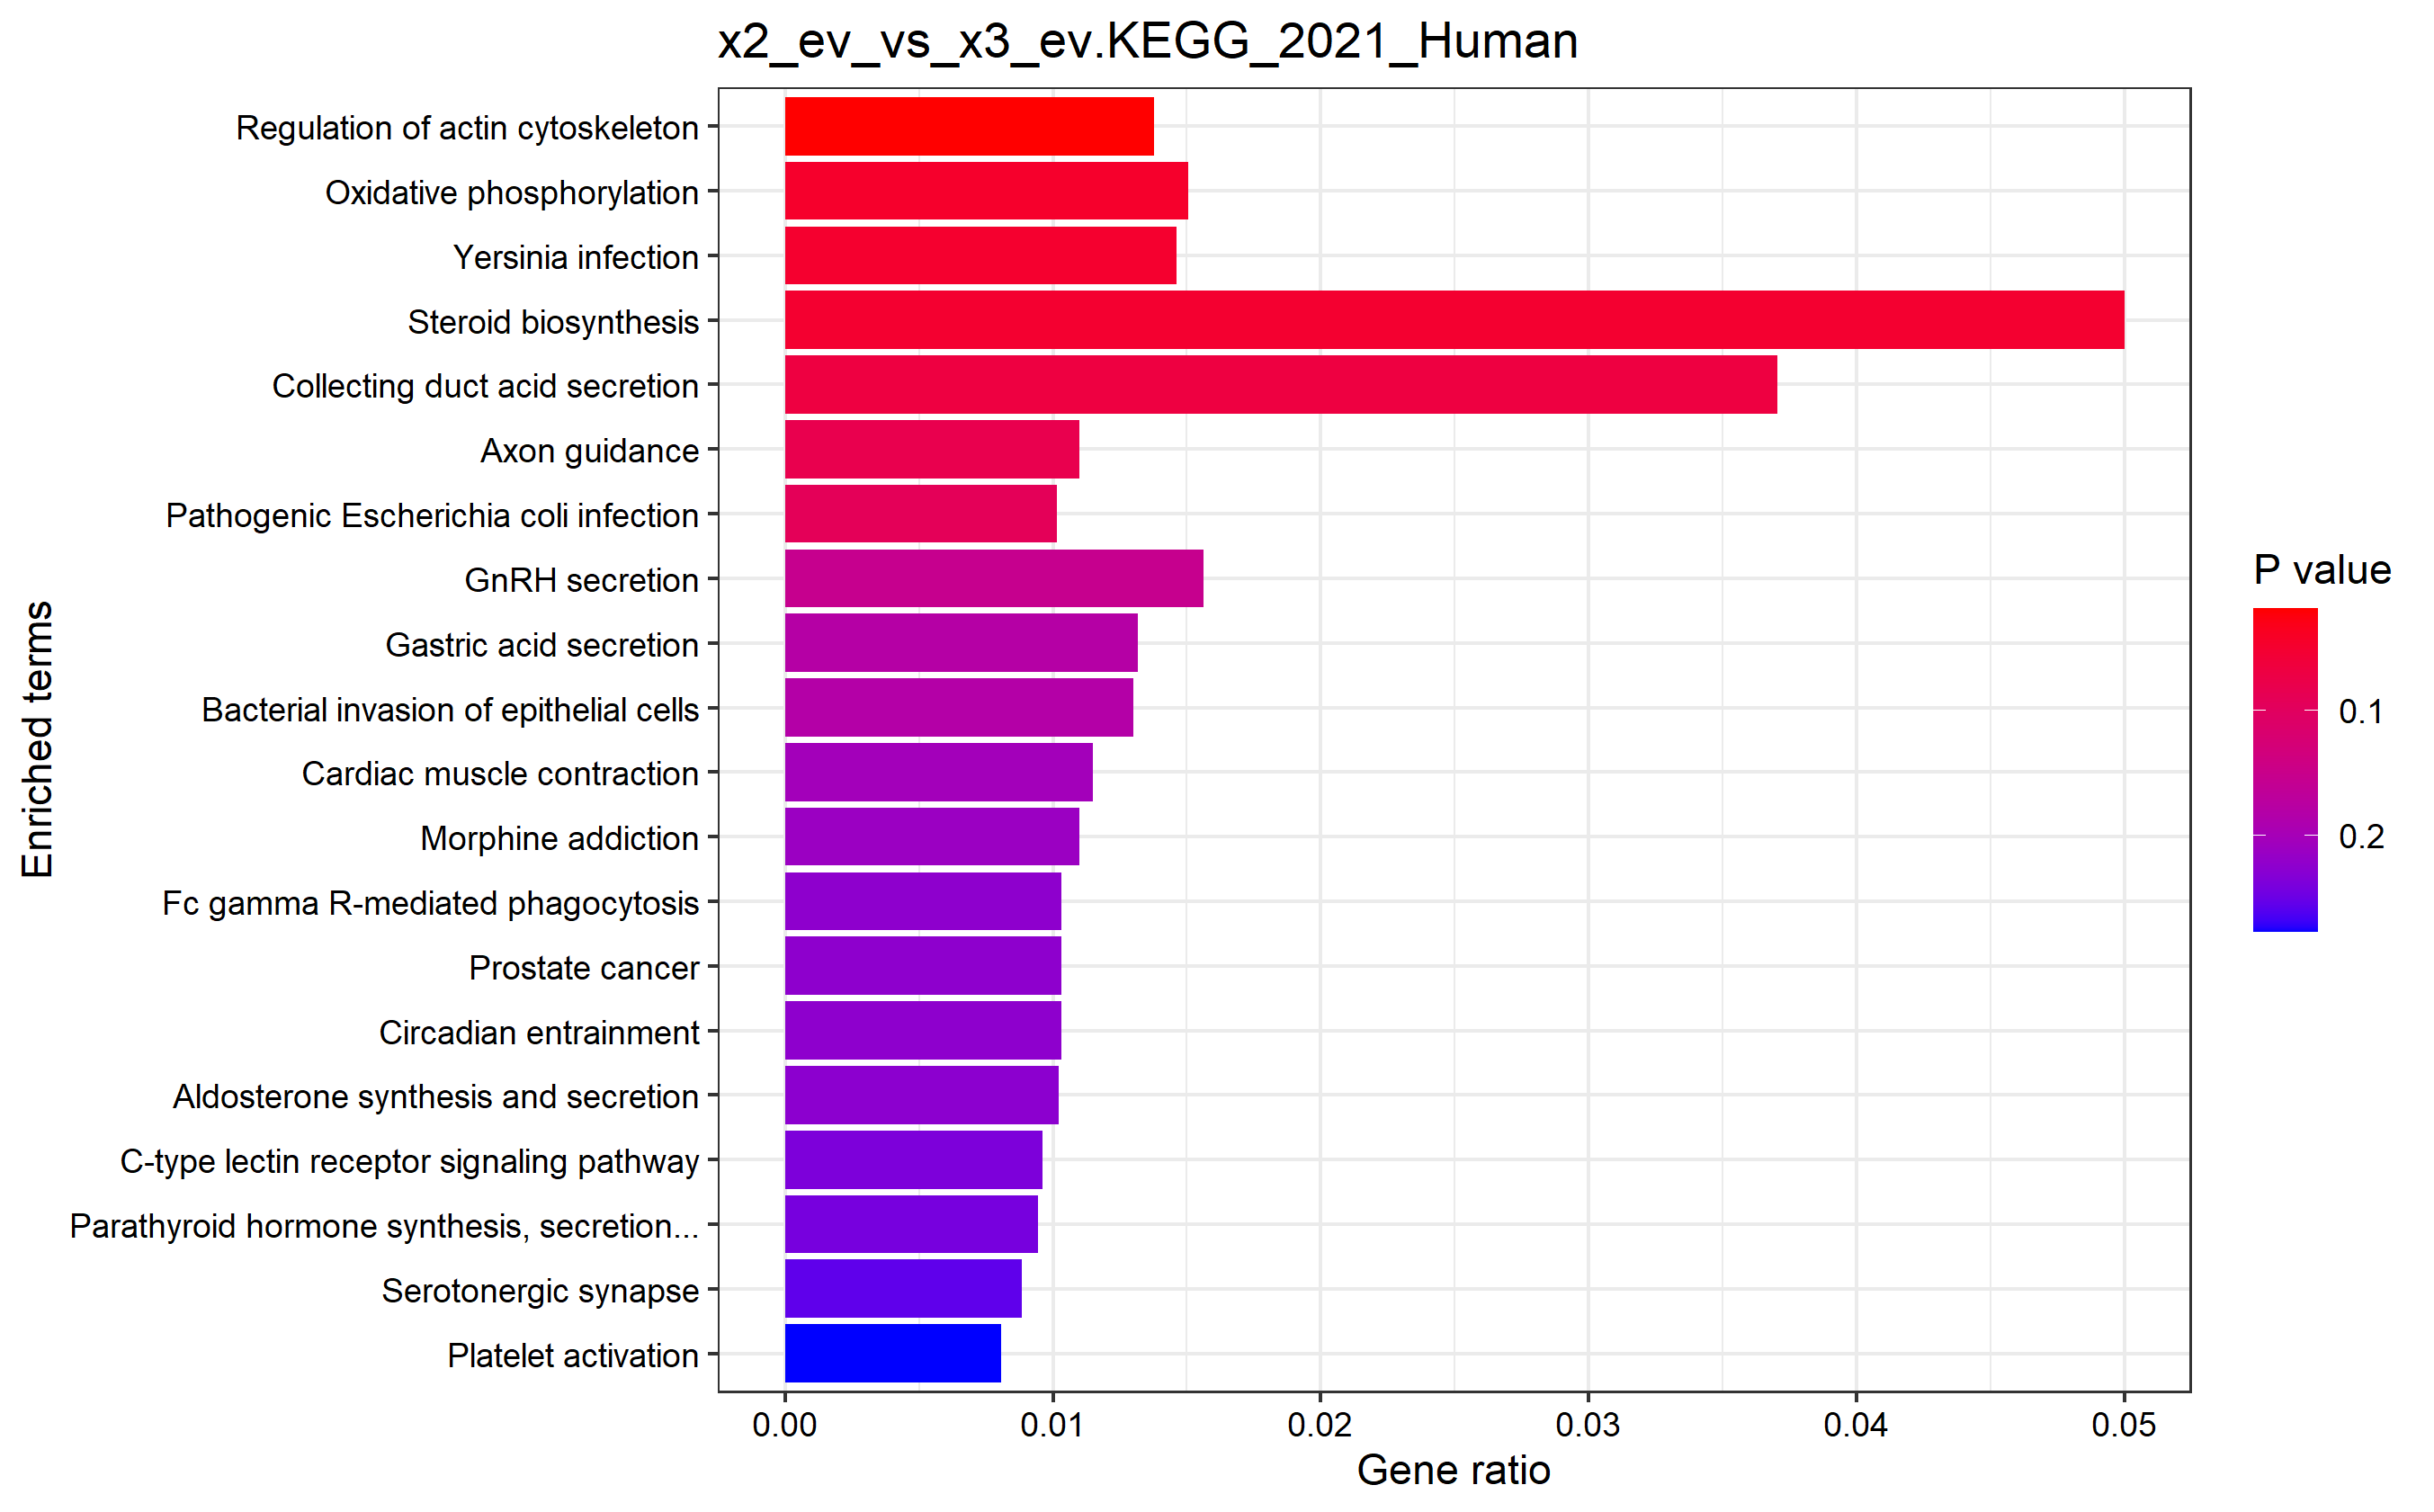 x2_ev_vs_x3_ev.KEGG_2021_Human
Enriched terms
Regulation of actin cytoskeleton
Oxidative phosphorylation
Yersinia infection
Steroid biosynthesis
Collecting duct acid secretion
Axon guidance
Pathogenic Escherichia coli infection
GnRH secretion
Gastric acid secretion
Bacterial invasion of epithelial cells
Cardiac muscle contraction
Morphine addiction
Fc gamma R-mediated phagocytosis
Prostate cancer
Circadian entrainment
Aldosterone synthesis and secretion
C-type lectin receptor signaling pathway
Parathyroid hormone synthesis, secretion...
Serotonergic synapse
Platelet activation
0.00 0.01 0.02 0.03 0.04 0.05
Gene ratio
P value
0.1
0.2